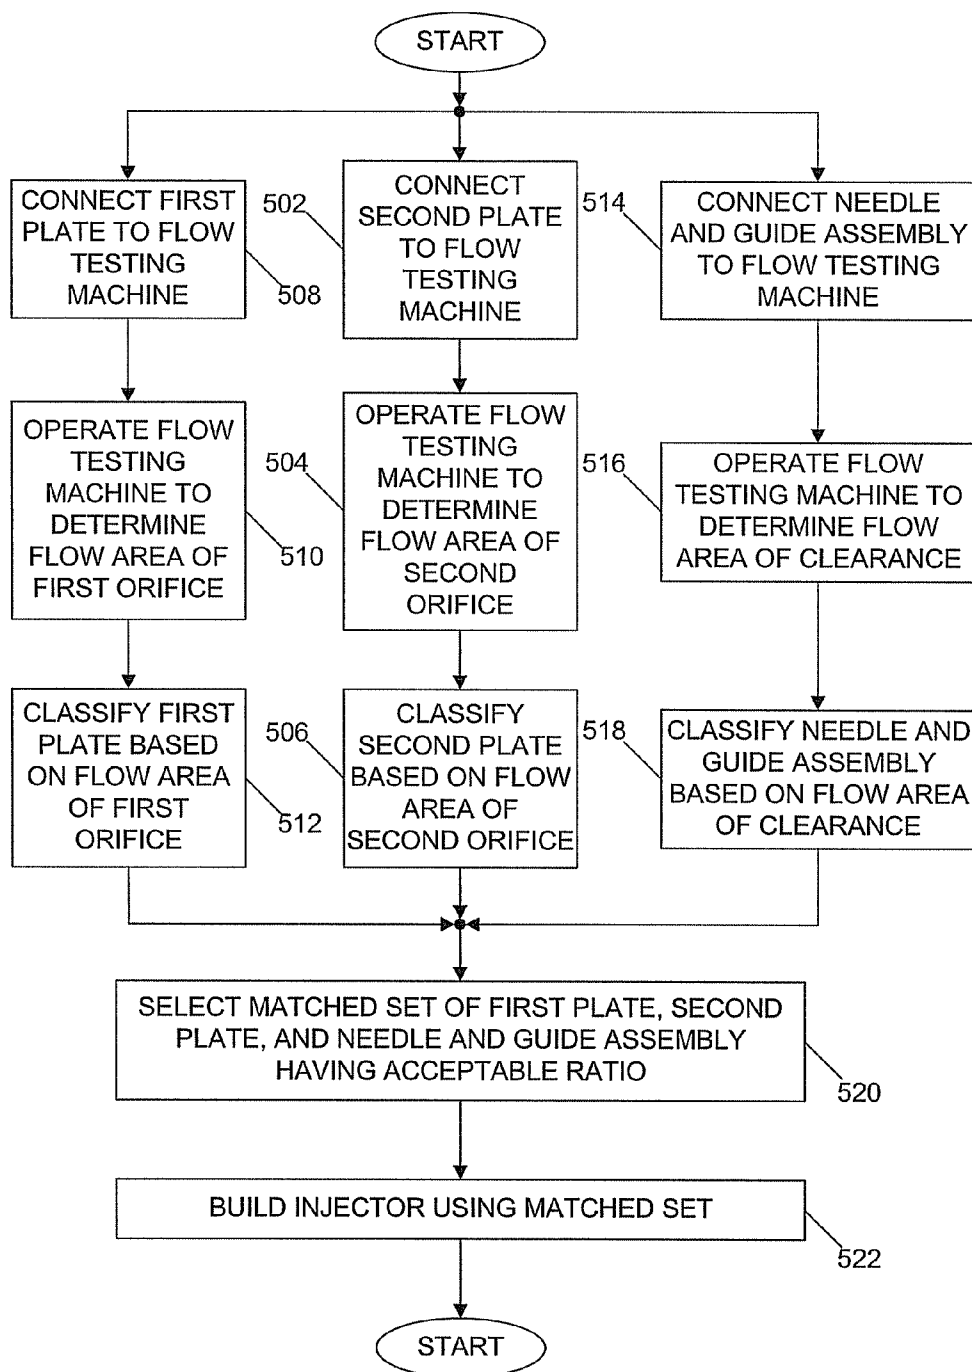 START
CONNECT FIRST
PLATE TO FLOW
TESTING
MACHINE
508
502
CONNECT
SECOND PLATE
TO FLOW
TESTING
MACHINE
514
CONNECT NEEDLE
AND GUIDE ASSEMBLY
TO FLOW TESTING
MACHINE
OPERATE FLOW
TESTING
MACHINE TO
DETERMINE
FLOW AREA OF
FIRST ORIFICE
510
504
OPERATE FLOW
TESTING
MACHINE TO
DETERMINE
FLOW AREA OF
SECOND
ORIFICE
516
OPERATE FLOW
TESTING MACHINE TO
DETERMINE FLOW
AREA OF CLEARANCE
CLASSIFY FIRST
PLATE BASED
ON FLOW AREA
OF FIRST
ORIFICE
512
506
CLASSIFY
SECOND PLATE
BASED ON FLOW
AREA OF
SECOND ORIFICE
518
CLASSIFY NEEDLE AND
GUIDE ASSEMBLY
BASED ON FLOW AREA
OF CLEARANCE
SELECT MATCHED SET OF FIRST PLATE, SECOND
PLATE, AND NEEDLE AND GUIDE ASSEMBLY
HAVING ACCEPTABLE RATIO
520
BUILD INJECTOR USING MATCHED SET
522
START